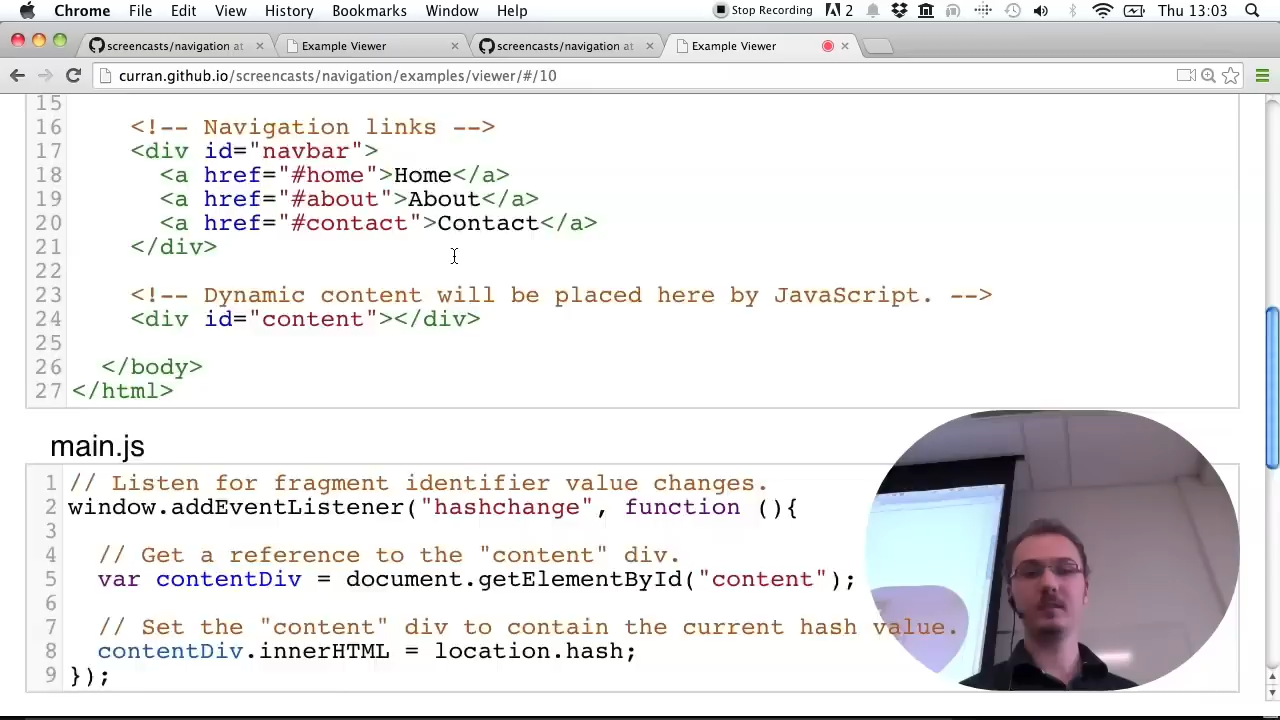 Chrome File Edit View History Bookmarks Window Help Stop Recording 2 Thu 13:03
screencasts/navigation at Example Viewer screencasts/navigation at Example Viewer
curran.github.io/screencasts/navigation/examples/viewer/#/10
15
16 <!-- Navigation links -->
17 <div id="navbar">
18 <a href="#home">Home</a>
19 <a href="#about">About</a>
20 <a href="#contact">Contact</a>
21 </div>
22
23 <!-- Dynamic content will be placed here by JavaScript. -->
24 <div id="content"></div>
25
26 </body>
27 </html>
main.js
1 // Listen for fragment identifier value changes.
2 window.addEventListener("hashchange", function (){
3
4 // Get a reference to the "content" div.
5 var contentDiv = document.getElementById("content");
6
7 // Set the "content" div to contain the current hash value.
8 contentDiv.innerHTML = location.hash;
9 });